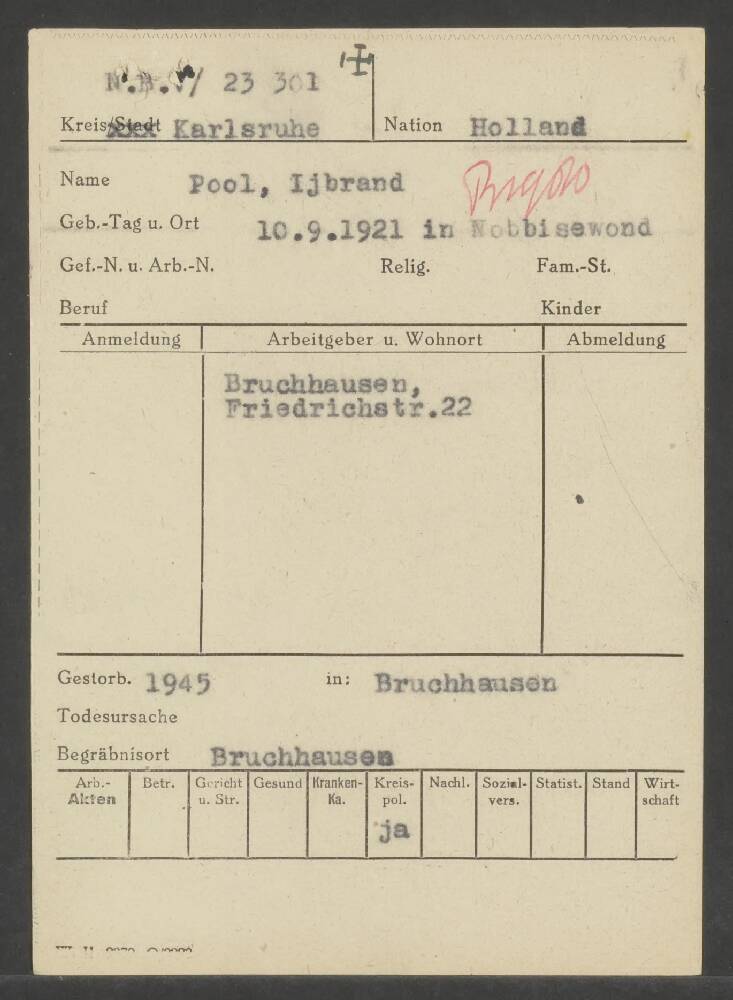 23 301
Kreis/Stadt Karlsruhe Nation Holland
Name Pool, Ijbrand
Geb.-Tag u. Ort 10.9.1921 in Nobbisewond
Gef.-N. u. Arb.-N. Relig. Fam.-St.
Beruf Kinder
Anmeldung Arbeitgeber u. Wohnort Abmeldung
Bruchhausen,
Friedrichstr.22
Gestorb. 1945 in: Bruchhausen
Todesursache
Begräbnisort Bruchhausen
Arb.- Betr. Gericht Gesund Kranken- Kreis- Nachl. Sozial- Statist. Stand Wirt-
Akten u. Str. Ka. pol. vers. schaft
ja